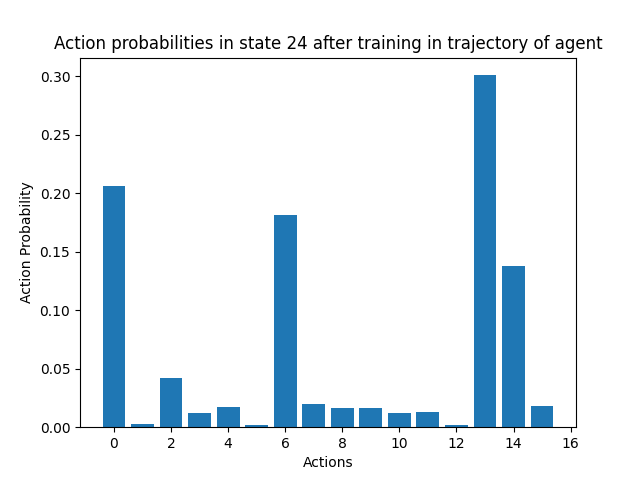 Action probabilities in state 24 after training in trajectory of agent
0.30
0.25
0.20
0.15
0.10
0.05
0.00
Action Probability
0 2 4 6 8 10 12 14 16
Actions